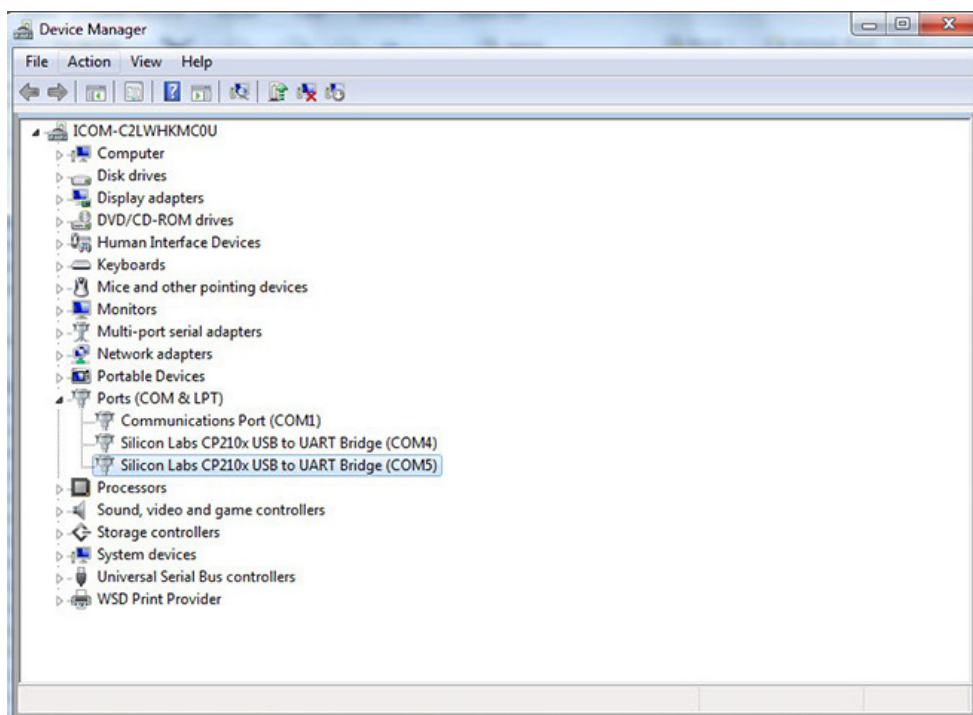 Device Manager
File Action View Help
ICOM-C2LWHKMC0U
Computer
Disk drives
Display adapters
DVD/CD-ROM drives
Human Interface Devices
Keyboards
Mice and other pointing devices
Monitors
Multi-port serial adapters
Network adapters
Portable Devices
Ports (COM & LPT)
Communications Port (COM1)
Silicon Labs CP210x USB to UART Bridge (COM4)
Silicon Labs CP210x USB to UART Bridge (COM5)
Processors
Sound, video and game controllers
Storage controllers
System devices
Universal Serial Bus controllers
WSD Print Provider